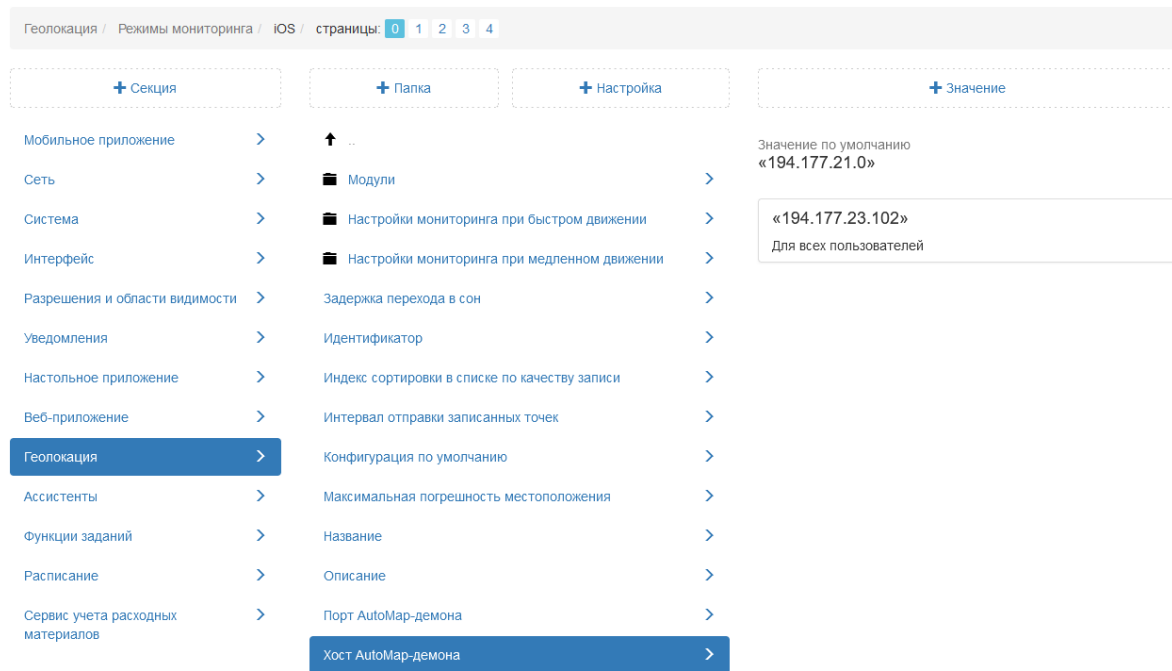 Геолокация / Режимы мониторинга / iOS / страницы: 0 1 2 3 4
+ Секция
+ Папка
+ Настройка
+ Значение
Мобильное приложение
Сеть
Система
Интерфейс
Разрешения и области видимости
Уведомления
Настольное приложение
Веб-приложение
Геолокация
Ассистенты
Функции заданий
Расписание
Сервис учета расходных
материалов
..
Модули
Настройки мониторинга при быстром движении
Настройки мониторинга при медленном движении
Задержка перехода в сон
Идентификатор
Индекс сортировки в списке по качеству записи
Интервал отправки записанных точек
Конфигурация по умолчанию
Максимальная погрешность местоположения
Название
Описание
Порт AutoMap-демона
Хост AutoMap-демона
Значение по умолчанию
«194.177.21.0»
«194.177.23.102»
Для всех пользователей